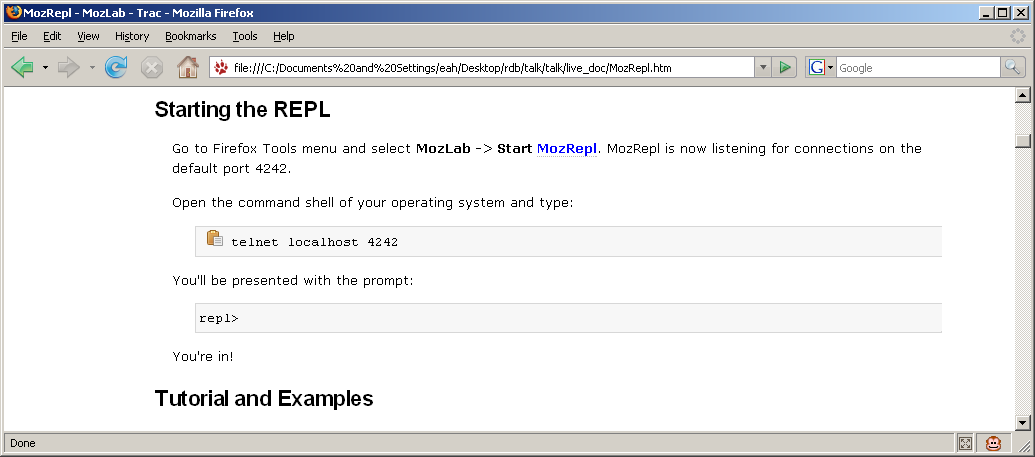 MozRepl - MozLab - Trac - Mozilla Firefox
File Edit View History Bookmarks Tools Help
file:///C:/Documents%20and%20Settings/eah/Desktop/rdb/talk/talk/live_doc/MozRepl.htm
G Google
Starting the REPL
Go to Firefox Tools menu and select MozLab -> Start MozRepl. MozRepl is now listening for connections on the
default port 4242.
Open the command shell of your operating system and type:
telnet localhost 4242
You'll be presented with the prompt:
repl>
You're in!
Tutorial and Examples
Done